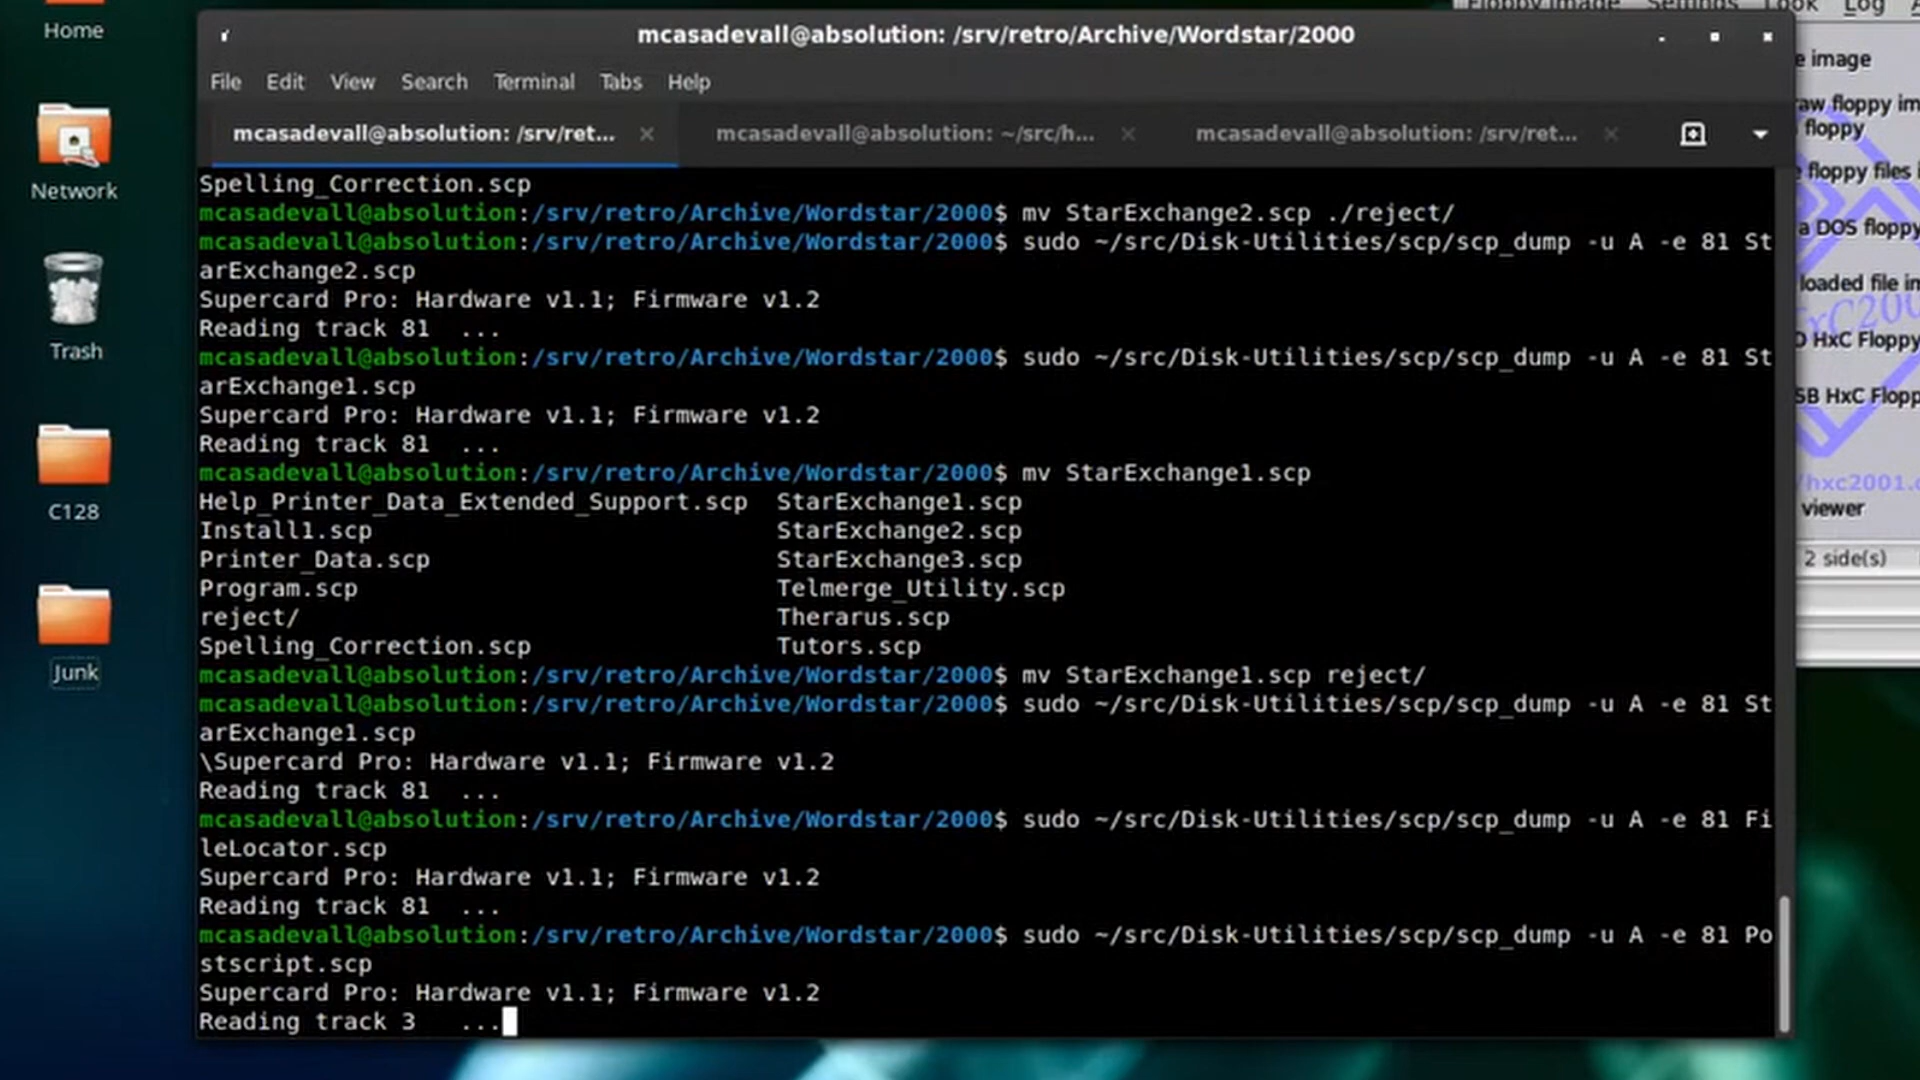 Home
Network
Trash
C128
Junk
mcasadevall@absolution: /srv/retro/Archive/Wordstar/2000
File Edit View Search Terminal Tabs Help
mcasadevall@absolution: /srv/ret...
mcasadevall@absolution: ~/src/h...
mcasadevall@absolution: /srv/ret...
Spelling_Correction.scp
mcasadevall@absolution:/srv/retro/Archive/Wordstar/2000$ mv StarExchange2.scp ./reject/
mcasadevall@absolution:/srv/retro/Archive/Wordstar/2000$ sudo ~/src/Disk-Utilities/scp/scp_dump -u A -e 81 St
arExchange2.scp
Supercard Pro: Hardware v1.1; Firmware v1.2
Reading track 81 ...
mcasadevall@absolution:/srv/retro/Archive/Wordstar/2000$ sudo ~/src/Disk-Utilities/scp/scp_dump -u A -e 81 St
arExchange1.scp
Supercard Pro: Hardware v1.1; Firmware v1.2
Reading track 81 ...
mcasadevall@absolution:/srv/retro/Archive/Wordstar/2000$ mv StarExchange1.scp
Help_Printer_Data_Extended_Support.scp StarExchange1.scp
Install1.scp StarExchange2.scp
Printer_Data.scp StarExchange3.scp
Program.scp Telmerge_Utility.scp
reject/ Therarus.scp
Spelling_Correction.scp Tutors.scp
mcasadevall@absolution:/srv/retro/Archive/Wordstar/2000$ mv StarExchange1.scp reject/
mcasadevall@absolution:/srv/retro/Archive/Wordstar/2000$ sudo ~/src/Disk-Utilities/scp/scp_dump -u A -e 81 St
arExchange1.scp
\Supercard Pro: Hardware v1.1; Firmware v1.2
Reading track 81 ...
mcasadevall@absolution:/srv/retro/Archive/Wordstar/2000$ sudo ~/src/Disk-Utilities/scp/scp_dump -u A -e 81 Fi
leLocator.scp
Supercard Pro: Hardware v1.1; Firmware v1.2
Reading track 81 ...
mcasadevall@absolution:/srv/retro/Archive/Wordstar/2000$ sudo ~/src/Disk-Utilities/scp/scp_dump -u A -e 81 Po
stscript.scp
Supercard Pro: Hardware v1.1; Firmware v1.2
Reading track 3 ...
Floppy image Settings Look Log
e image
aw floppy im
floppy
floppy files i
a DOS floppy
loaded file im
HxC Floppy
SB HxC Flopp
/hxc2001.c
viewer
2 side(s)